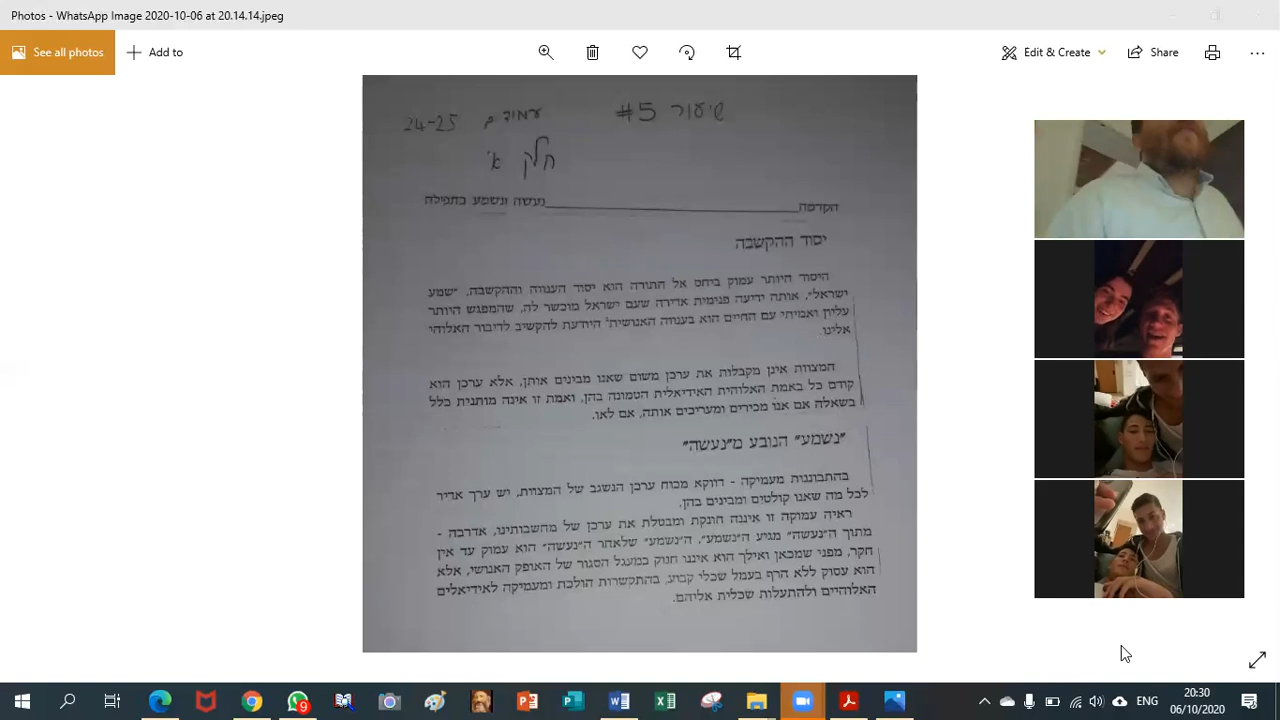 Photos - WhatsApp Image 2020-10-06 at 20.14.14.jpeg
See all photos
Add to
Edit & Create
Share
שיעור #5 עמודים 24-25
חלק א'
הקדמה נעשה ונשמע בתפילה
יסוד ההקשבה
היסוד היותר עמוק ביחס אל התורה הוא יסוד הענווה וההקשבה. "שמע
ישראל". אותה ידיעה פנימית אדירה שעם ישראל מוכשר לה, שהמפגש היותר
עליון ואמיתי עם החיים הוא בענווה האנושית היודעת להקשיב לדיבור האלוהי
אלינו.
המצוות אינן מקבלות את ערכן משום שאנו מבינים אותן, אלא ערכן הוא
קודם כל באמת האלוהית האידיאלית הטמונה בהן, ואמת זו אינה מותנית כלל
בשאלה אם אנו מכירים ומעריכים אותה, אם לאו.
"נשמע" הנובע מ"נעשה"
בהתבוננות מעמיקה - דווקא מכוח ערכן הנשגב של המצוות, יש ערך אדיר
לכל מה שאנו קולטים ומבינים בהן.
ראיה עמוקה זו איננה חונקת ומבטלת את ערכן של מחשבותינו, אדרבה -
מתוך ה"נעשה" מגיע ה"נשמע". ה"נשמע" שלאחר ה"נעשה" הוא עמוק עד אין
חקר, מפני שמכאן ואילך הוא איננו חנוק במעגל הסגור של האופק האנושי, אלא
הוא עסוק ללא הרף בעמל שכלי קבוע, בהתקשרות הולכת ומעמיקה לאידיאלים
האלוהיים ולהתעלות שכלית אליהם.
9
ENG
20:30
06/10/2020